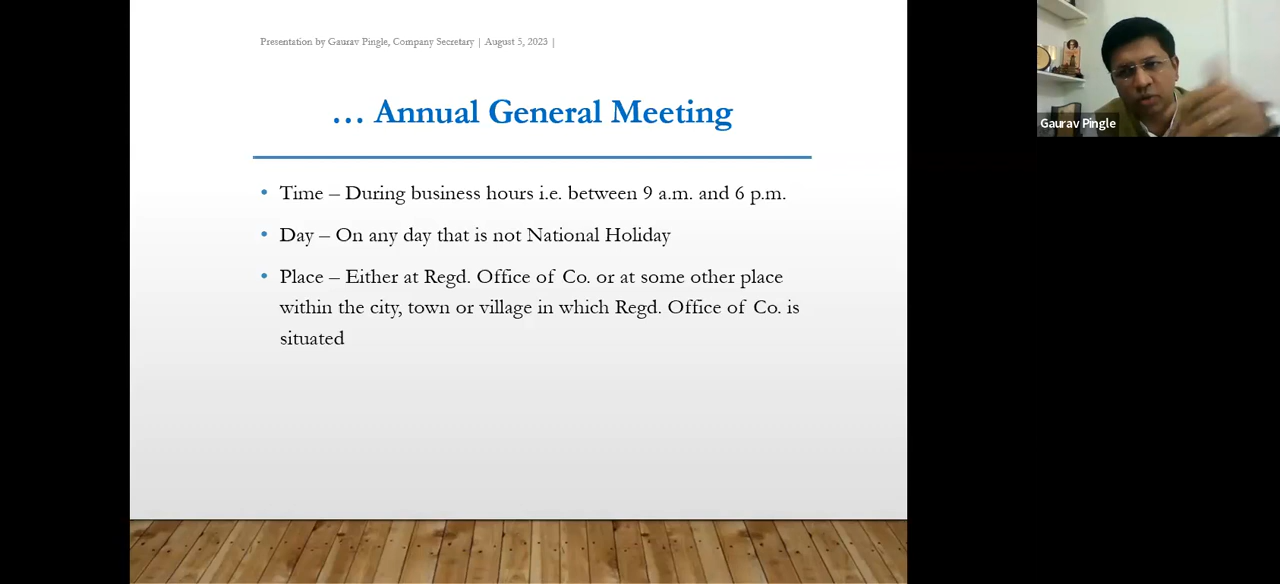 Presentation by Gaurav Pingle, Company Secretary | August 5, 2023 |
… Annual General Meeting
• Time – During business hours i.e. between 9 a.m. and 6 p.m.
• Day – On any day that is not National Holiday
• Place – Either at Regd. Office of Co. or at some other place
within the city, town or village in which Regd. Office of Co. is
situated
Gaurav Pingle